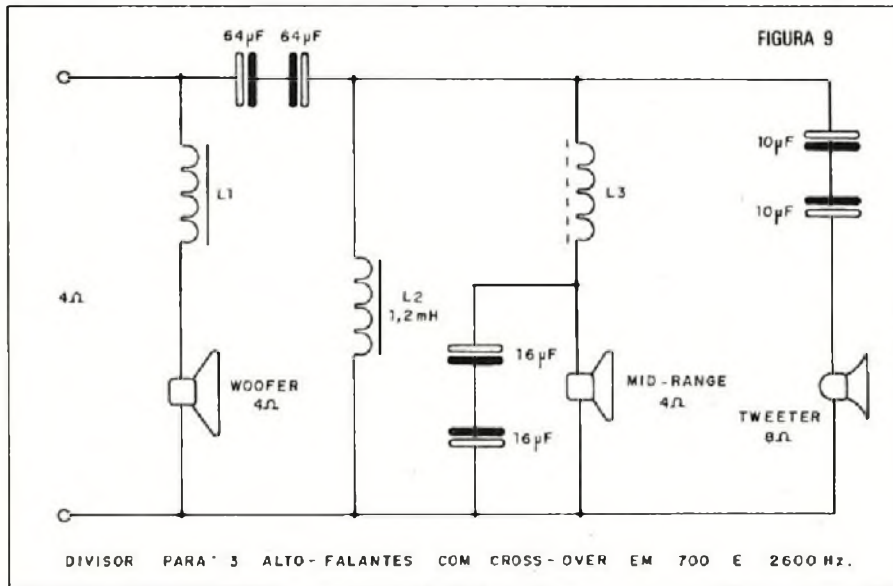 FIGURA 9
64µF 64µF
L1
L3
10µF
10µF
4Ω
L2
1,2mH
16µF
16µF
WOOFER
4Ω
MID-RANGE
4Ω
TWEETER
8Ω
DIVISOR PARA 3 ALTO-FALANTES COM CROSS-OVER EM 700 E 2600 Hz.